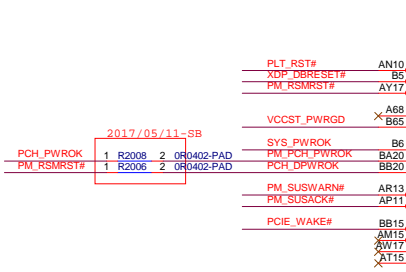 PLT_RST# AN10
XDP_DBRESET# B5
PM_RSMRST# AY17
A68
VCCST_PWRGD B65
2017/05/11-SB
SYS_PWROK B6
PCH_PWROK 1 R2008 2 0R0402-PAD PM_PCH_PWROK BA20
PM_RSMRST# 1 R2006 2 0R0402-PAD PCH_DPWROK BB20
PM_SUSWARN# AR13
PM_SUSACK# AP11
PCIE_WAKE# BB15
AM15
AW17
AT15